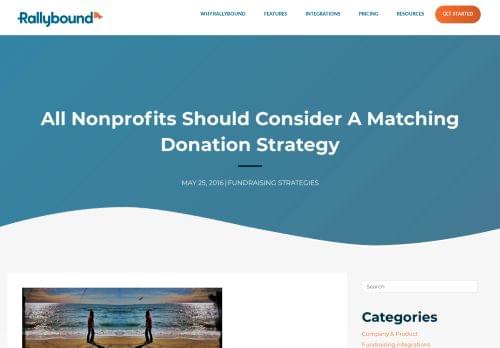 Rallybound
WHY RALLYBOUND
FEATURES
INTEGRATIONS
PRICING
RESOURCES
GET STARTED
All Nonprofits Should Consider A Matching
Donation Strategy
MAY 25, 2016 | FUNDRAISING STRATEGIES
Search
Categories
Company & Product
Fundraising integrations